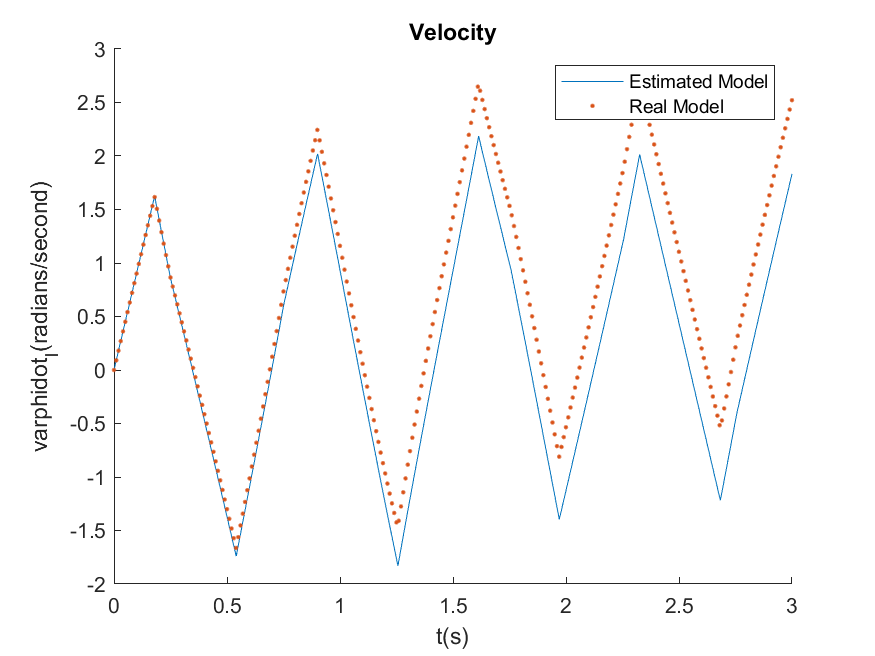 Velocity
3
2.5
2
1.5
1
0.5
0
-0.5
-1
-1.5
-2
varphidot_l(radians/second)
Estimated Model
Real Model
0 0.5 1 1.5 2 2.5 3
t(s)